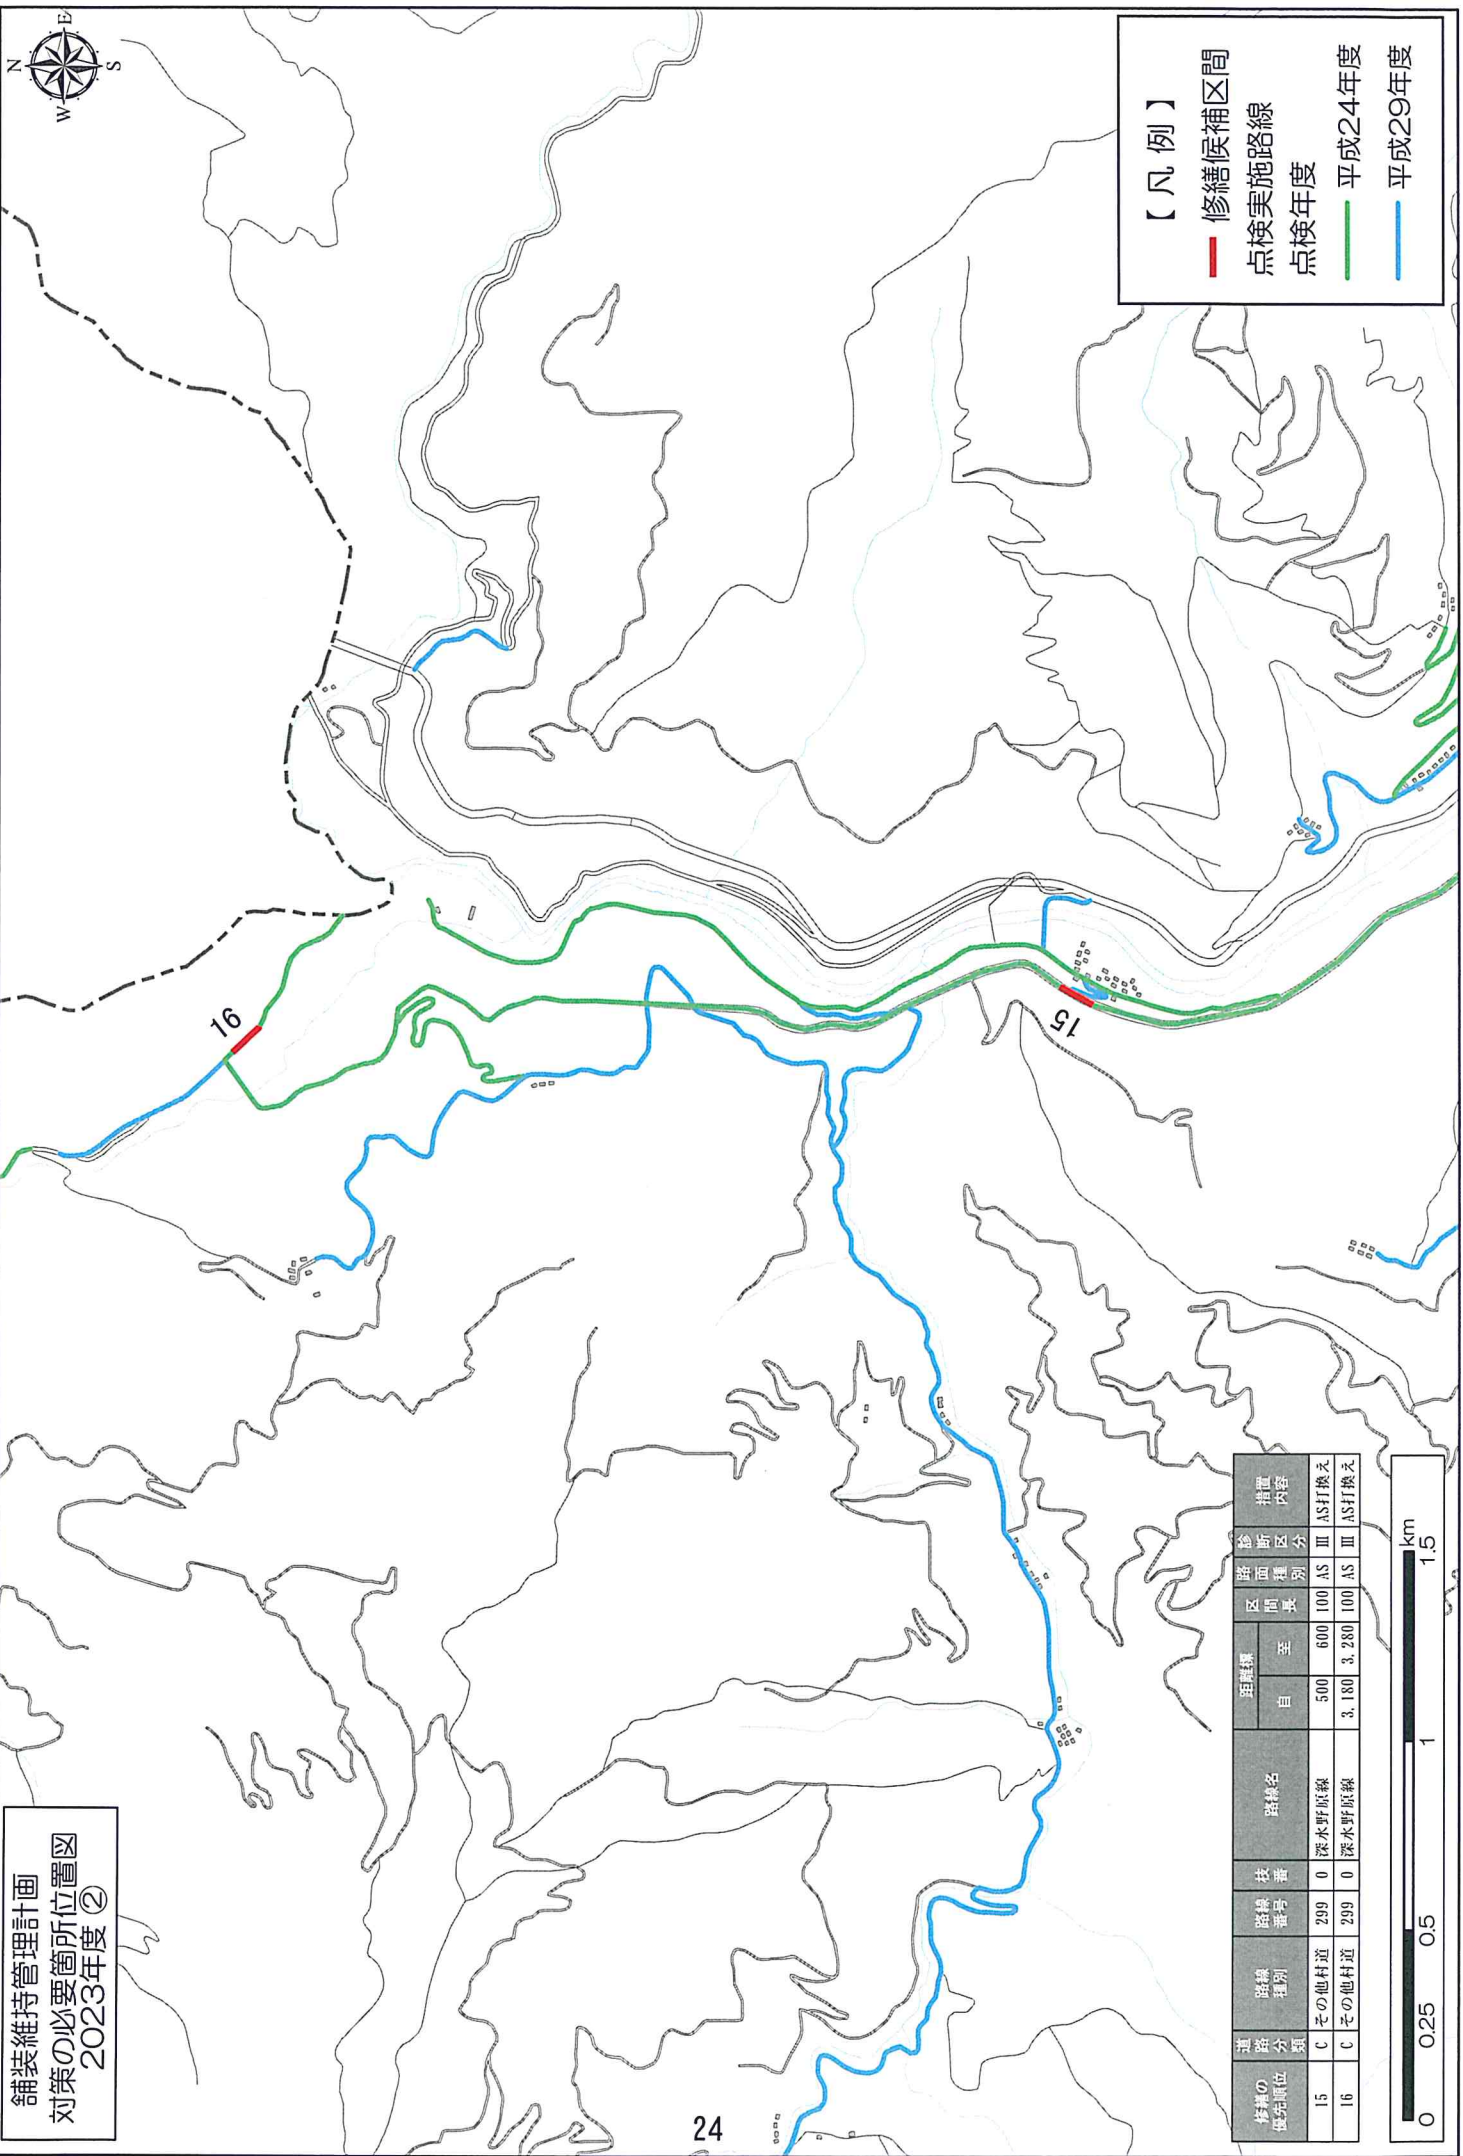 舗装維持管理計画
対策の必要箇所位置図
2023年度 ②
N
E
S
W
【 凡 例 】
修繕候補区間
点検実施路線
点検年度
平成24年度
平成29年度
16
15
修繕の優先順位 道路分類 路線種別 路線番号 枝番 路線名 距離標 自 至 区間長 路面種別 診断区分 措置内容
15 C その他村道 299 0 深水野原線 500 600 100 AS Ⅲ AS打換え
16 C その他村道 299 0 深水野原線 3,180 3,280 100 AS Ⅲ AS打換え
0 0.25 0.5 1 1.5 km
24